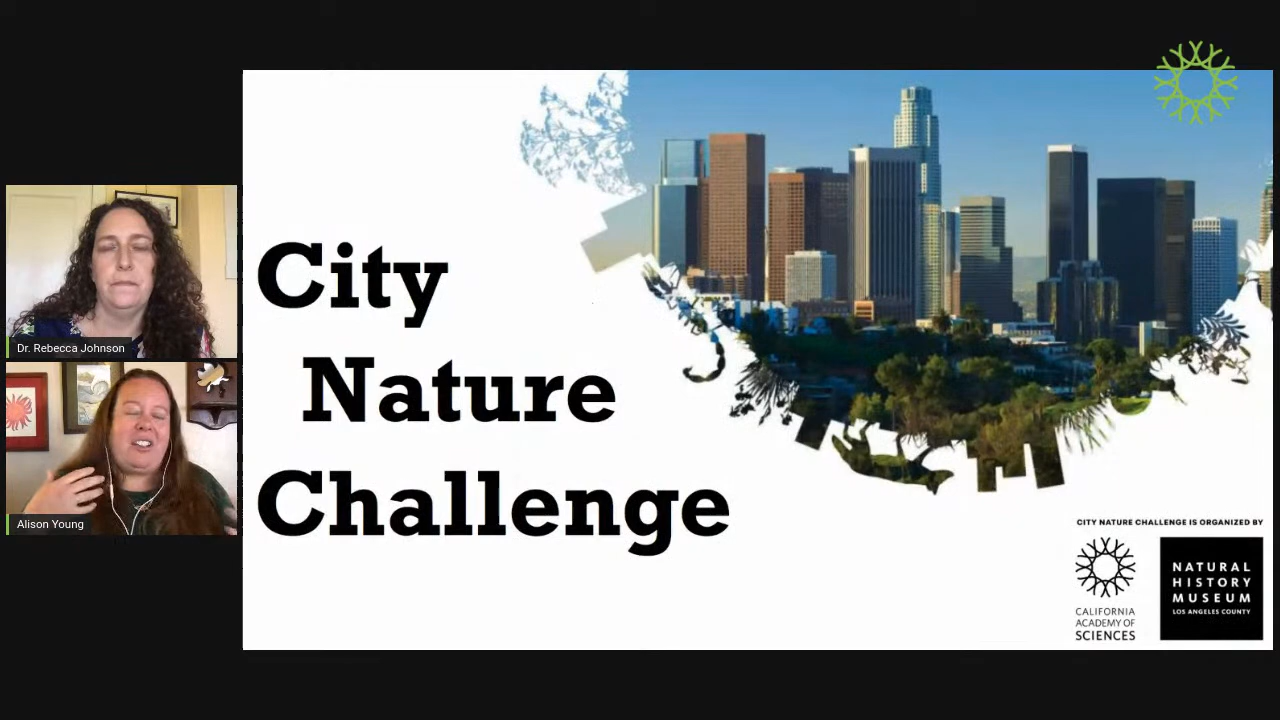 City
Nature
Challenge
Dr. Rebecca Johnson
Alison Young
CITY NATURE CHALLENGE IS ORGANIZED BY
CALIFORNIA
ACADEMY OF
SCIENCES
NATURAL
HISTORY
MUSEUM
LOS ANGELES COUNTY